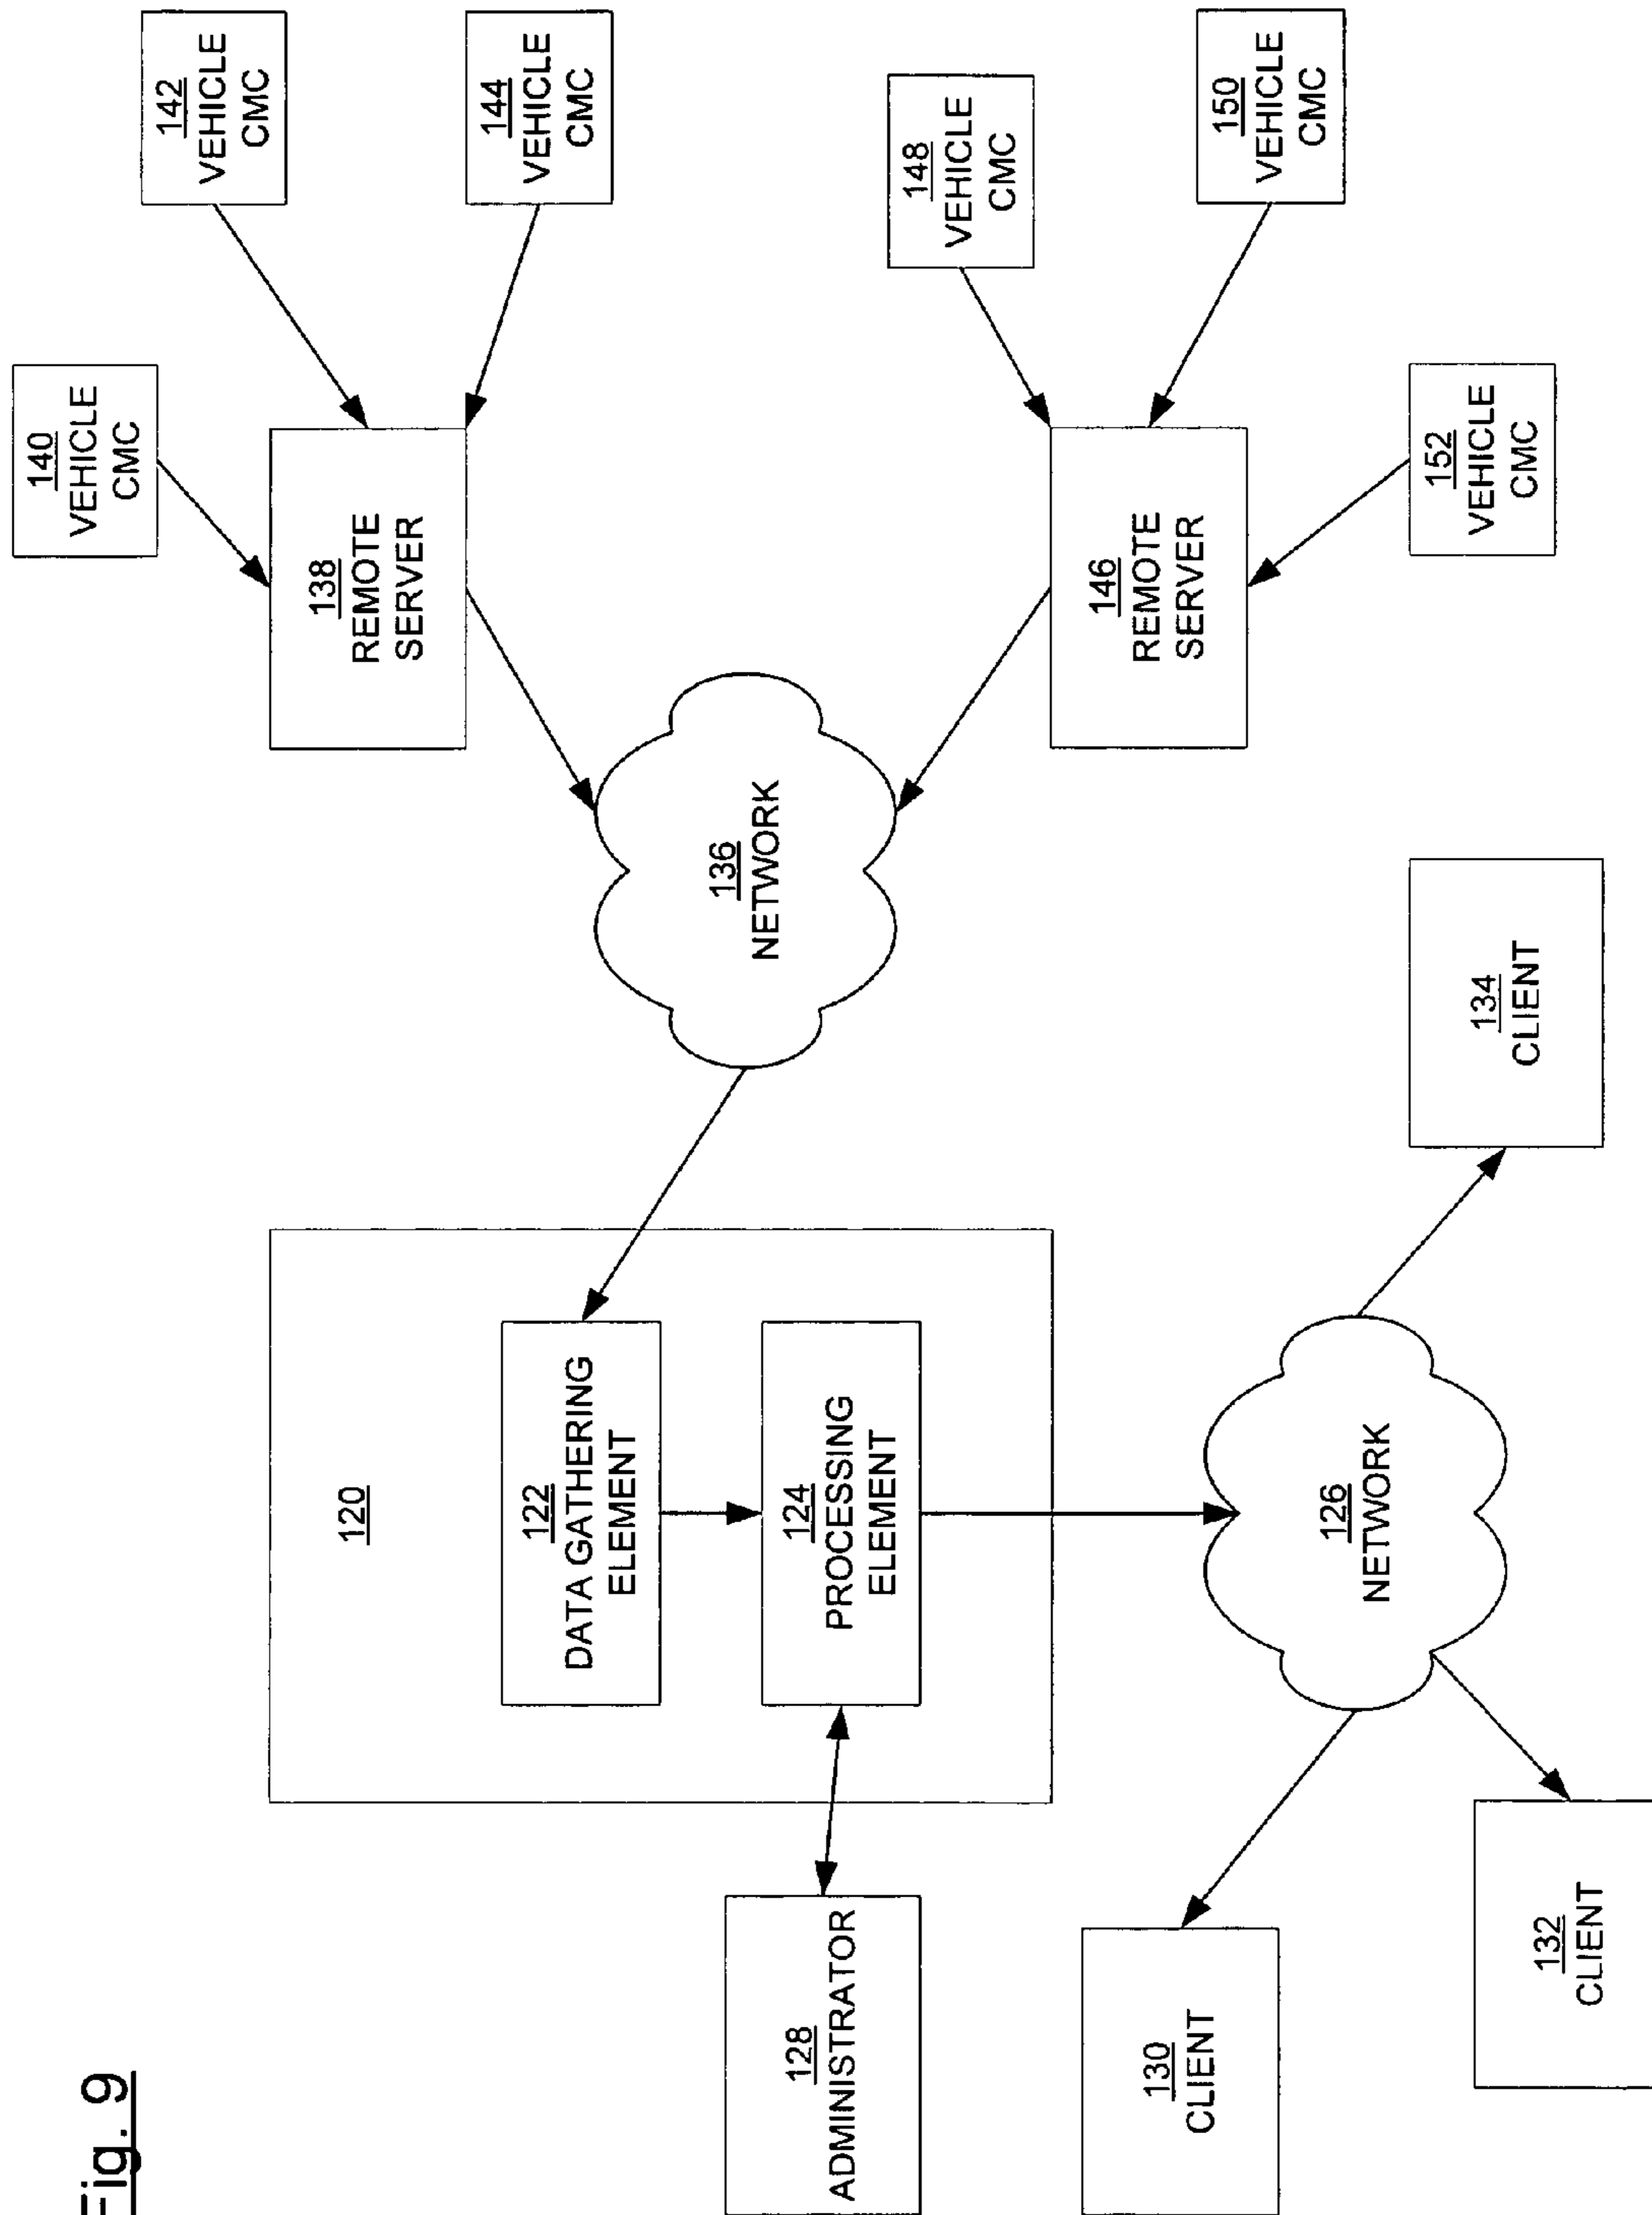 Fig. 9
140
VEHICLE
CMC
142
VEHICLE
CMC
144
VEHICLE
CMC
138
REMOTE
SERVER
148
VEHICLE
CMC
150
VEHICLE
CMC
152
VEHICLE
CMC
146
REMOTE
SERVER
136
NETWORK
120
122
DATA GATHERING
ELEMENT
124
PROCESSING
ELEMENT
128
ADMINISTRATOR
126
NETWORK
130
CLIENT
132
CLIENT
134
CLIENT